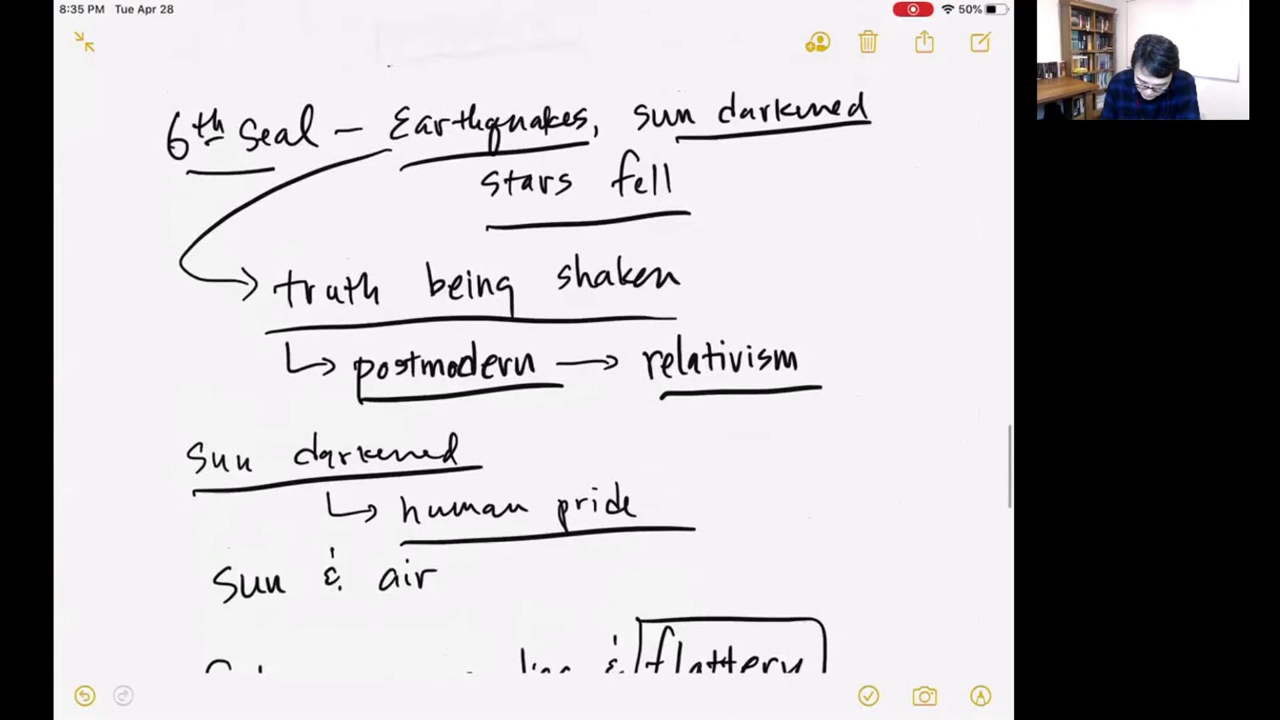 8:35 PM Tue Apr 28
50%
6th Seal – Earthquakes, sun darkened
stars fell
truth being shaken
postmodern → relativism
sun darkened
human pride
sun & air
& flattery